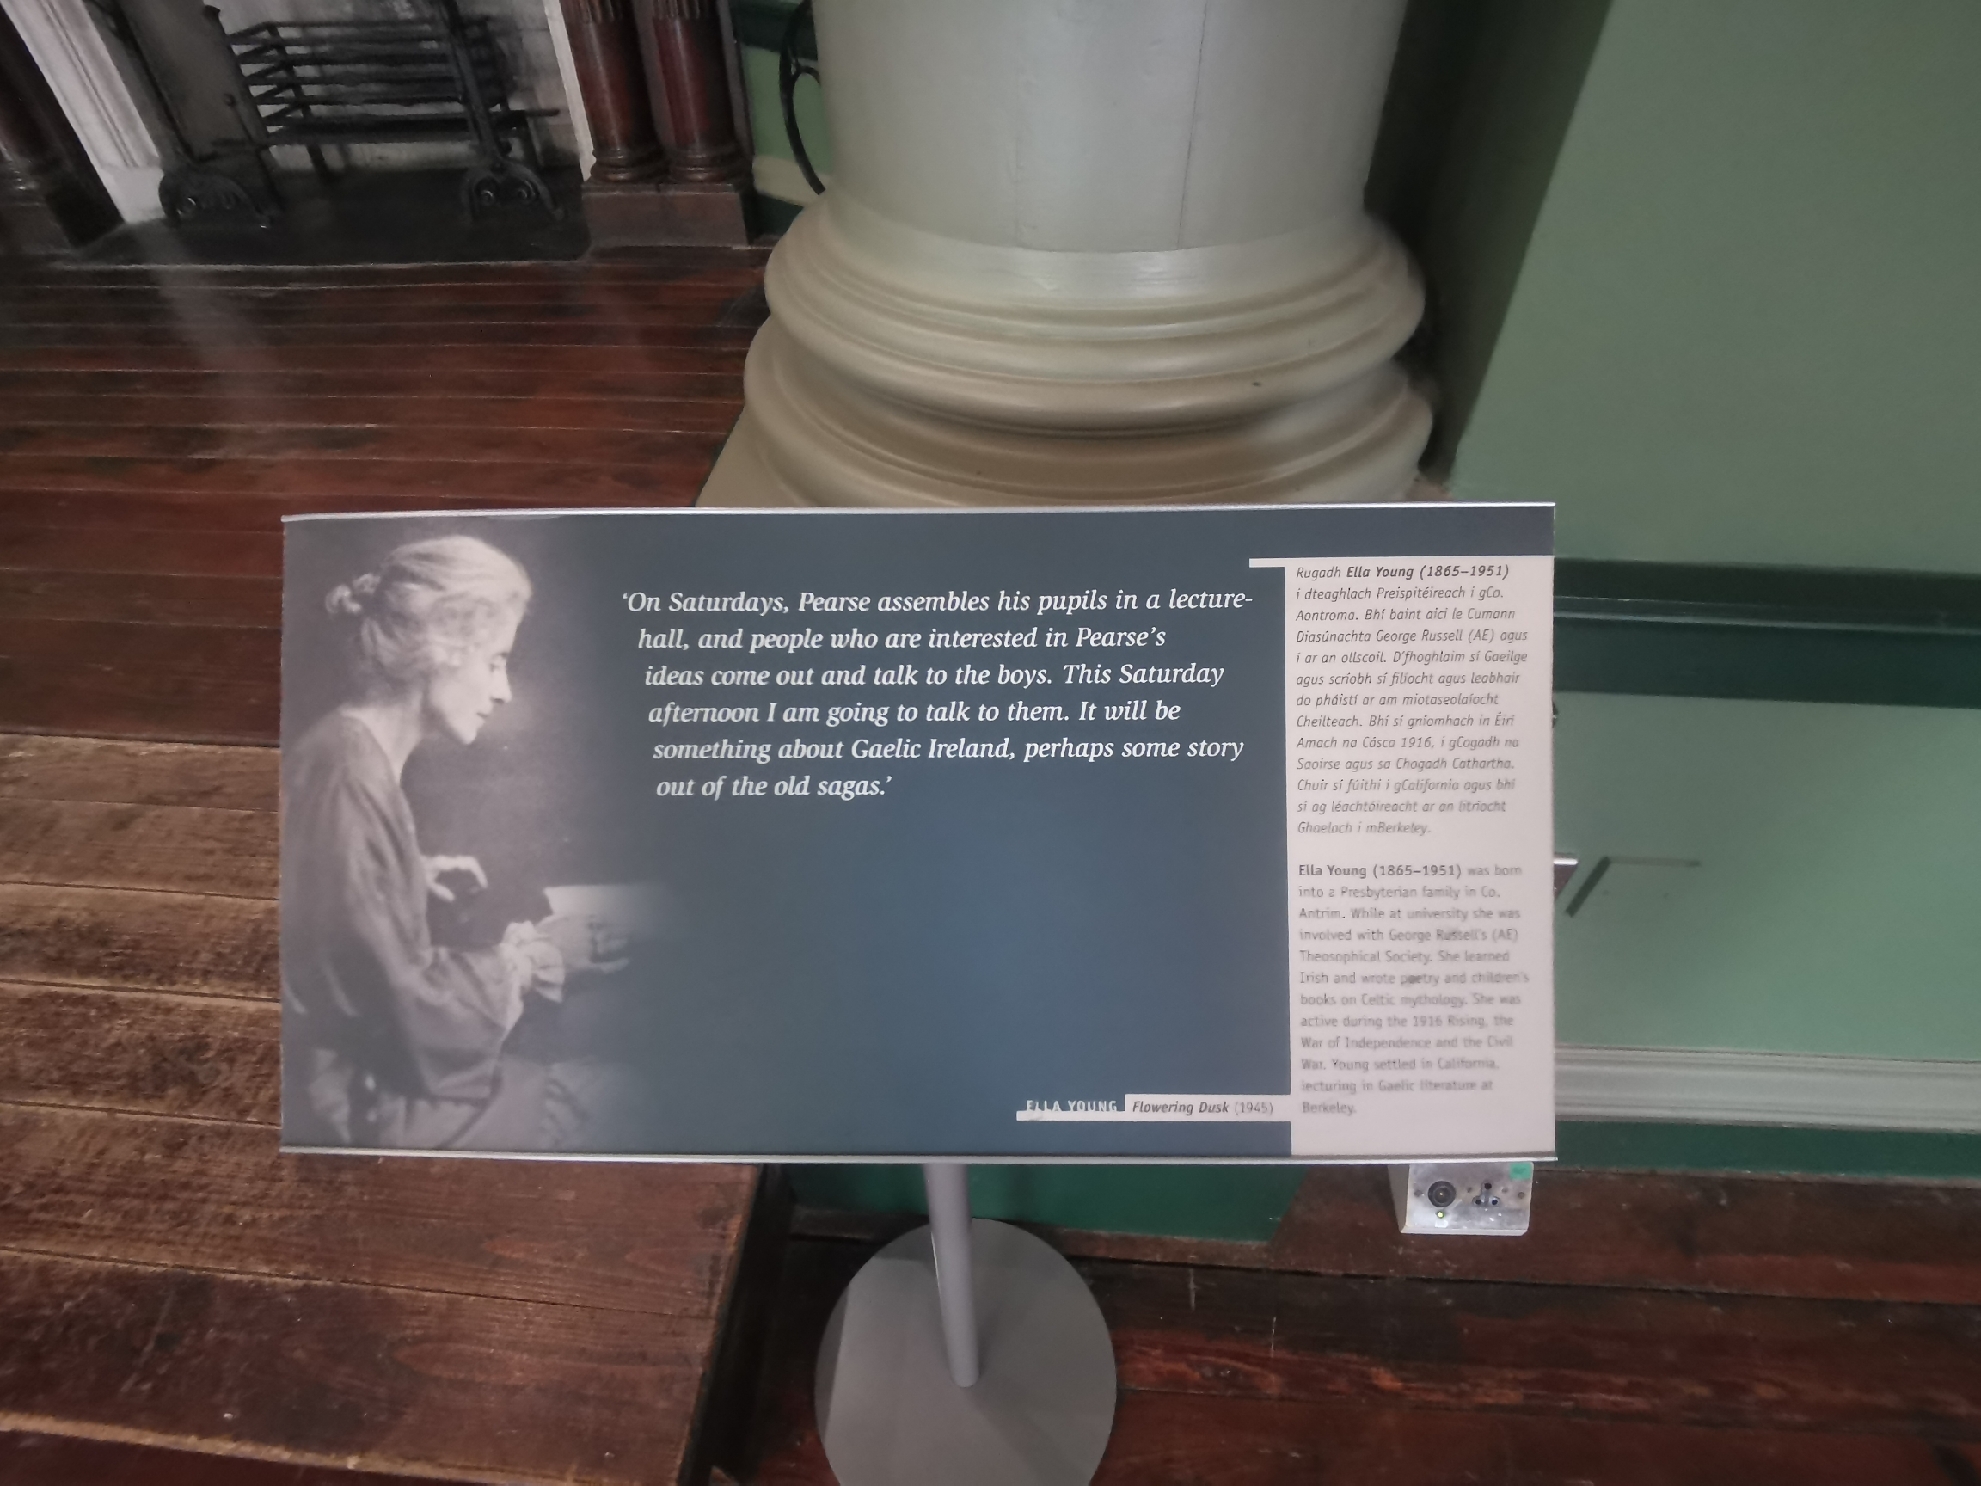 ‘On Saturdays, Pearse assembles his pupils in a lecture-
hall, and people who are interested in Pearse’s
ideas come out and talk to the boys. This Saturday
afternoon I am going to talk to them. It will be
something about Gaelic Ireland, perhaps some story
out of the old sagas.’
ELLA YOUNG Flowering Dusk (1945)
Rugadh Ella Young (1865–1951)
i dteaghlach Preispitéireach i gCo.
Aontroma. Bhí baint aici le Cumann
Diasúnachta George Russell (AE) agus
í ar an ollscoil. D’fhoghlaim sí Gaeilge
agus scríobh sí filíocht agus leabhair
do pháistí ar am miotaseolaíocht
Cheilteach. Bhí sí gníomhach in Éirí
Amach na Cásca 1916, i gCogadh na
Saoirse agus sa Chogadh Cathartha.
Chuir sí fúithi i gCalifornia agus bhí
sí ag léachtóireacht ar an litríocht
Ghaelach i mBerkeley.
Ella Young (1865–1951) was born
into a Presbyterian family in Co.
Antrim. While at university she was
involved with George Russell’s (AE)
Theosophical Society. She learned
Irish and wrote poetry and children’s
books on Celtic mythology. She was
active during the 1916 Rising, the
War of Independence and the Civil
War. Young settled in California,
lecturing in Gaelic literature at
Berkeley.